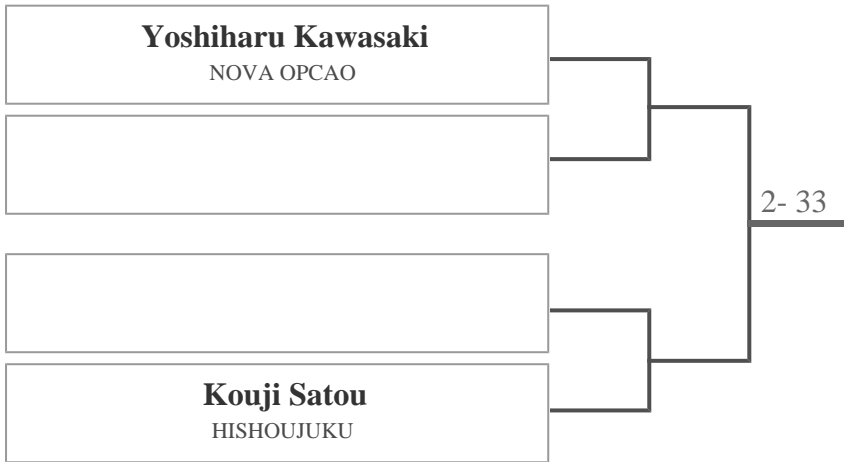 Yoshiharu Kawasaki
NOVA OPCAO
2- 33
Kouji Satou
HISHOUJUKU